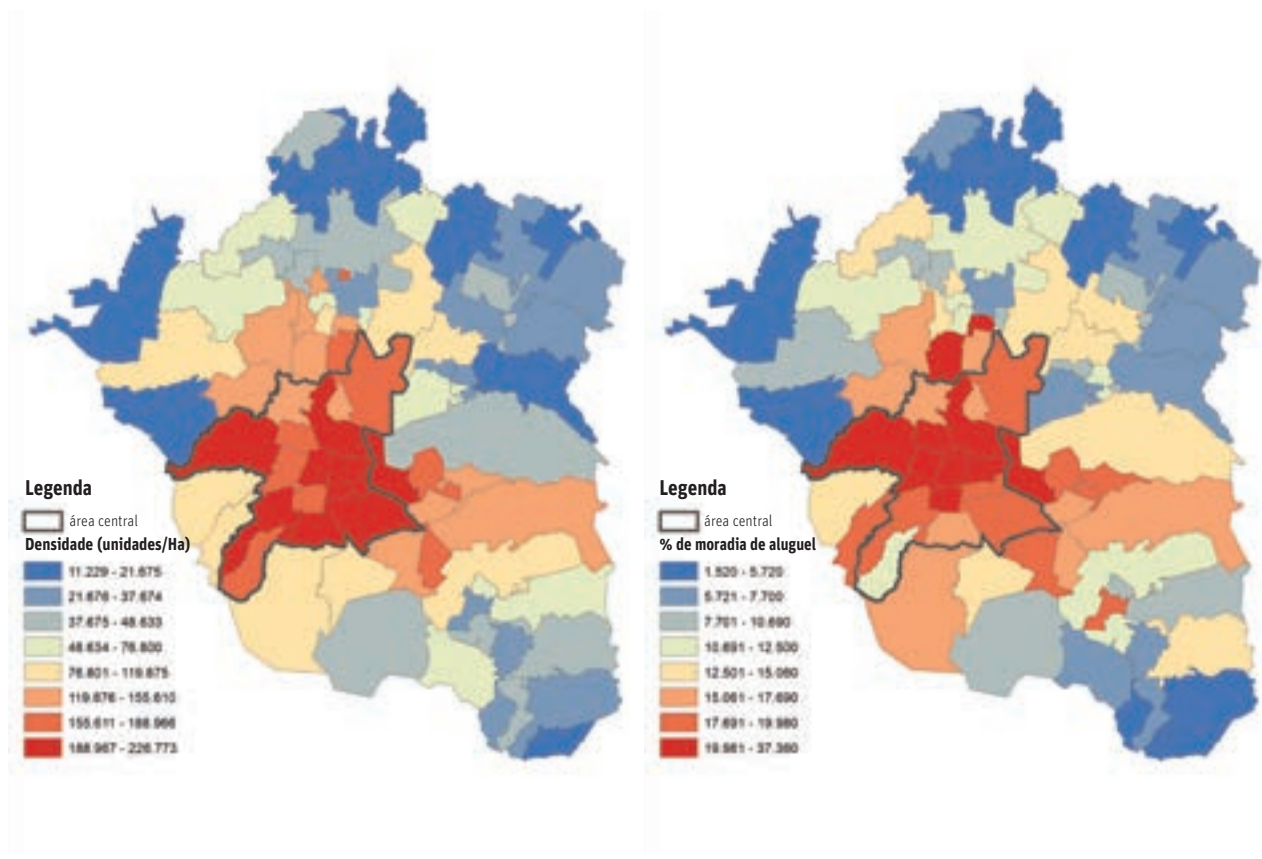 Legenda
área central
Densidade (unidades/Ha)
11.229 - 21.675
21.676 - 37.674
37.675 - 48.633
48.634 - 76.800
76.801 - 119.875
119.876 - 155.610
155.611 - 188.966
188.967 - 226.773
Legenda
área central
% de moradia de aluguel
1.520 - 5.720
5.721 - 7.700
7.701 - 10.690
10.691 - 12.500
12.501 - 15.060
15.061 - 17.690
17.691 - 19.980
19.981 - 37.360